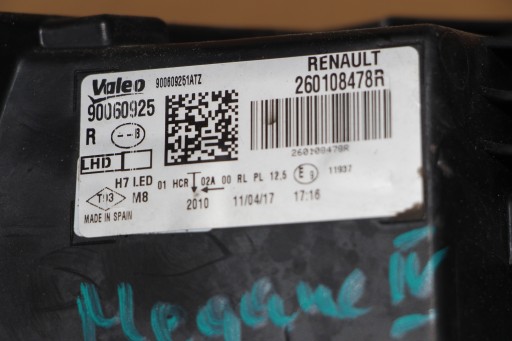 Valeo 900609251ATZ
RENAULT
90060925
260108478R
R B
260108478R
LHD
H7 LED 01 HCR 02A 00 RL PL 12,5 E9 11937
M8
2010 11/04/17 17:16
MADE IN SPAIN
Megane IV